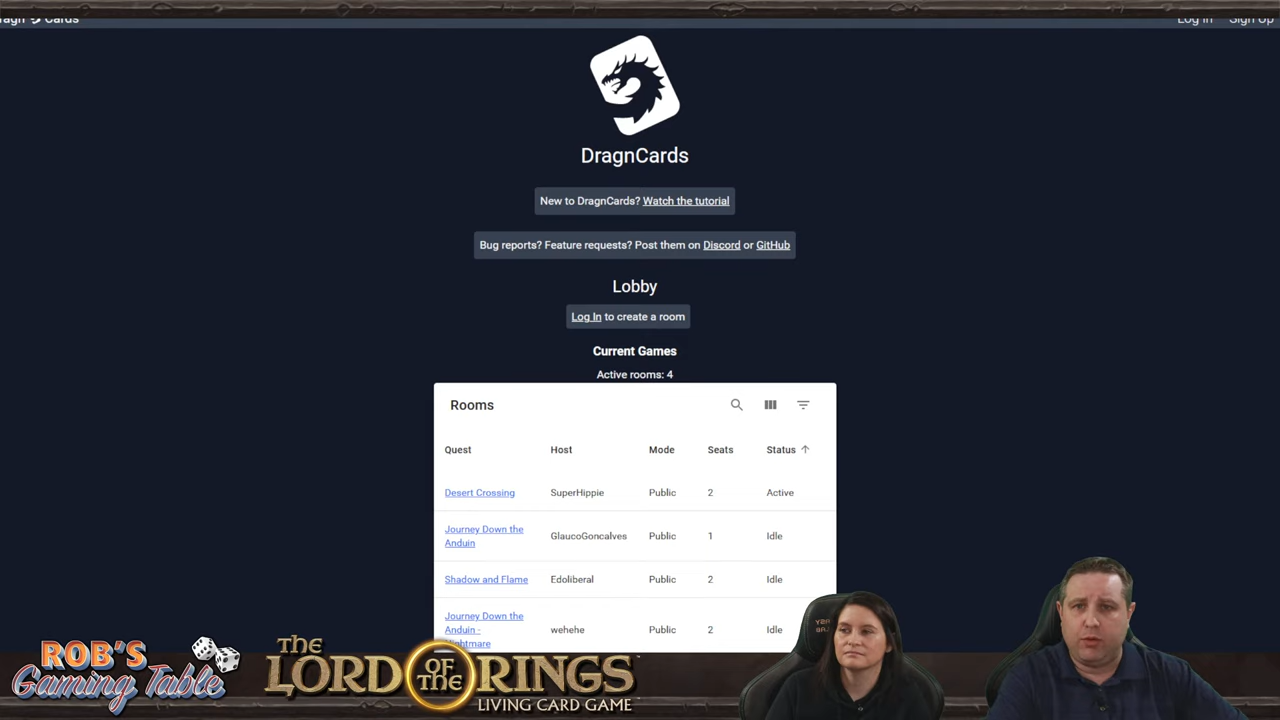 Cards
Log In Sign Up
DragnCards
New to DragnCards? Watch the tutorial
Bug reports? Feature requests? Post them on Discord or GitHub
Lobby
Log In to create a room
Current Games
Active rooms: 4
Rooms
Quest Host Mode Seats Status
Desert Crossing SuperHippie Public 2 Active
Journey Down the
Anduin GlaucoGoncalves Public 1 Idle
Shadow and Flame Edoliberal Public 2 Idle
Journey Down the
Anduin - wehehe Public 2 Idle
Nightmare
ROB'S
Gaming Table
THE
LORD OF THE RINGS™
LIVING CARD GAME